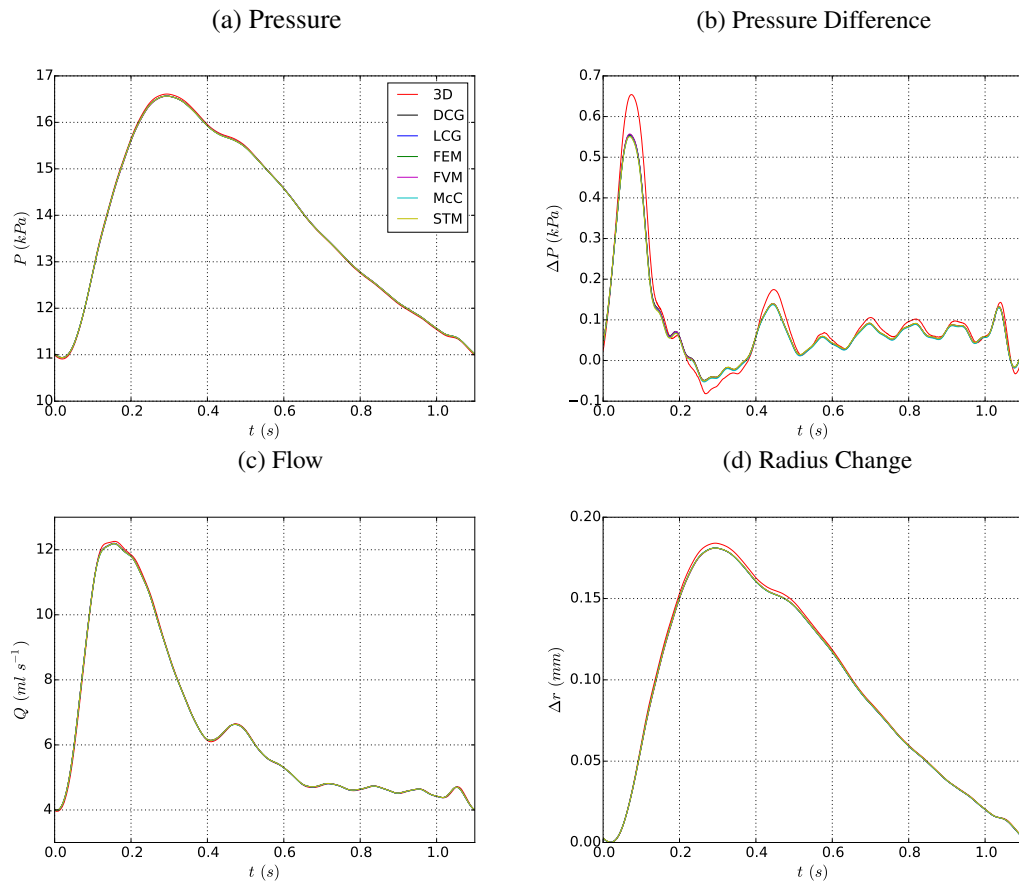 (a) Pressure
17
16
15
14
13
12
11
10
P (kPa)
0.0 0.2 0.4 0.6 0.8 1.0
t (s)
3D
DCG
LCG
FEM
FVM
McC
STM
(b) Pressure Difference
0.7
0.6
0.5
0.4
0.3
0.2
0.1
0.0
−0.1
ΔP (kPa)
0.0 0.2 0.4 0.6 0.8 1.0
t (s)
(c) Flow
12
10
8
6
4
Q (ml s⁻¹)
0.0 0.2 0.4 0.6 0.8 1.0
t (s)
(d) Radius Change
0.20
0.15
0.10
0.05
0.00
Δr (mm)
0.0 0.2 0.4 0.6 0.8 1.0
t (s)